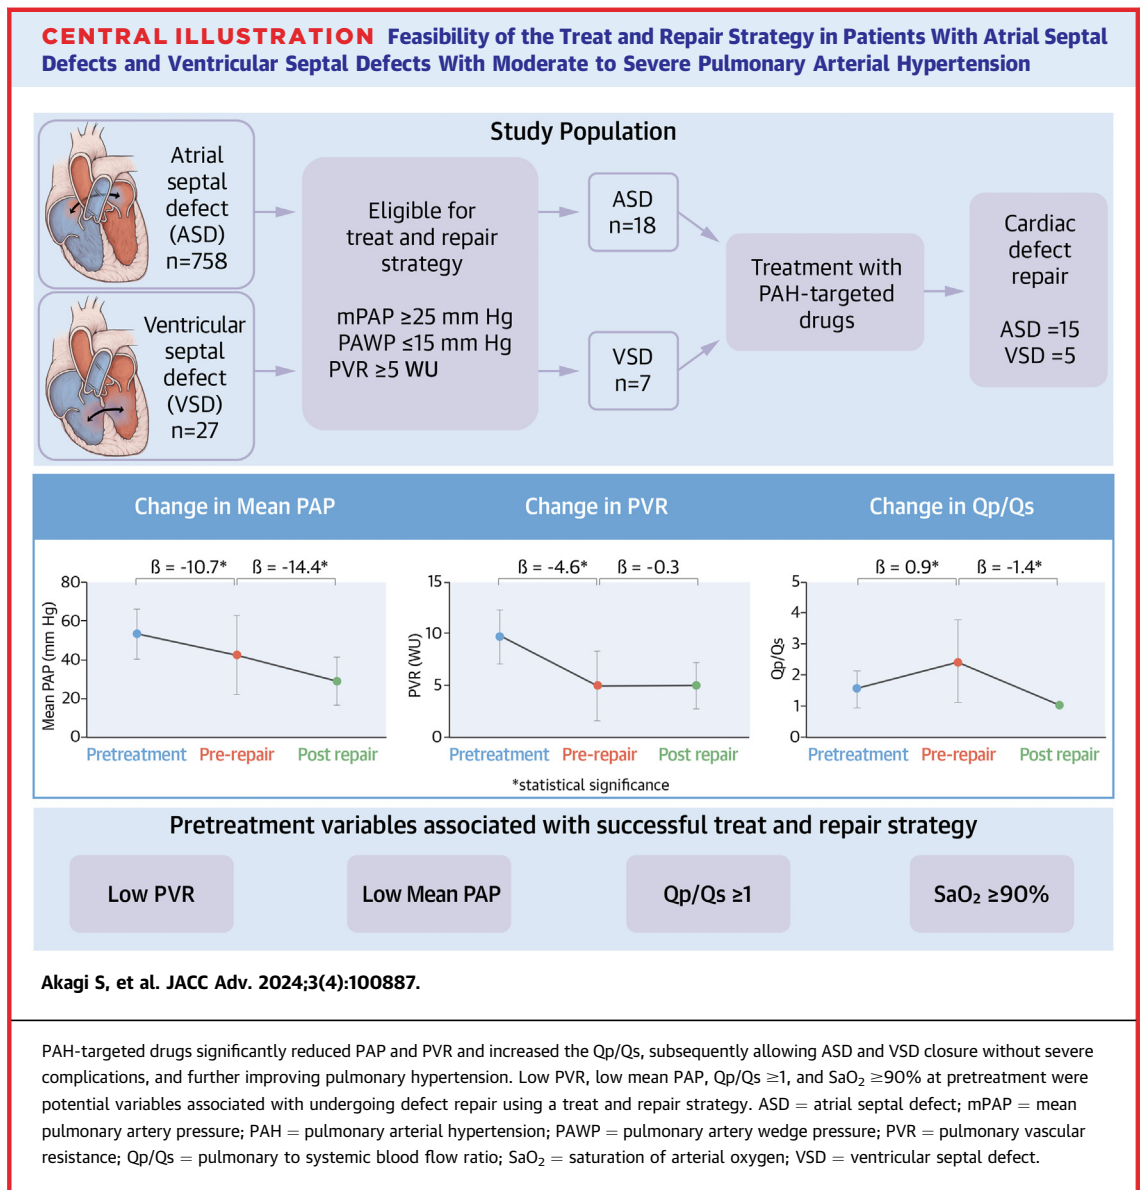 CENTRAL ILLUSTRATION Feasibility of the Treat and Repair Strategy in Patients With Atrial Septal
Defects and Ventricular Septal Defects With Moderate to Severe Pulmonary Arterial Hypertension
Study Population
Atrial
septal
defect
(ASD)
n=758
Ventricular
septal
defect
(VSD)
n=27
Eligible for
treat and repair
strategy
mPAP ≥25 mm Hg
PAWP ≤15 mm Hg
PVR ≥5 WU
ASD
n=18
VSD
n=7
Treatment with
PAH-targeted
drugs
Cardiac
defect
repair
ASD =15
VSD =5
Change in Mean PAP
ß = -10.7*
ß = -14.4*
Mean PAP (mm Hg)
80
60
40
20
0
Pretreatment
Pre-repair
Post repair
Change in PVR
ß = -4.6*
ß = -0.3
PVR (WU)
15
10
5
0
Pretreatment
Pre-repair
Post repair
Change in Qp/Qs
ß = 0.9*
ß = -1.4*
Qp/Qs
5
4
3
2
1
0
Pretreatment
Pre-repair
Post repair
*statistical significance
Pretreatment variables associated with successful treat and repair strategy
Low PVR
Low Mean PAP
Qp/Qs ≥1
SaO₂ ≥90%
Akagi S, et al. JACC Adv. 2024;3(4):100887.
PAH-targeted drugs significantly reduced PAP and PVR and increased the Qp/Qs, subsequently allowing ASD and VSD closure without severe
complications, and further improving pulmonary hypertension. Low PVR, low mean PAP, Qp/Qs ≥1, and SaO₂ ≥90% at pretreatment were
potential variables associated with undergoing defect repair using a treat and repair strategy. ASD = atrial septal defect; mPAP = mean
pulmonary artery pressure; PAH = pulmonary arterial hypertension; PAWP = pulmonary artery wedge pressure; PVR = pulmonary vascular
resistance; Qp/Qs = pulmonary to systemic blood flow ratio; SaO₂ = saturation of arterial oxygen; VSD = ventricular septal defect.